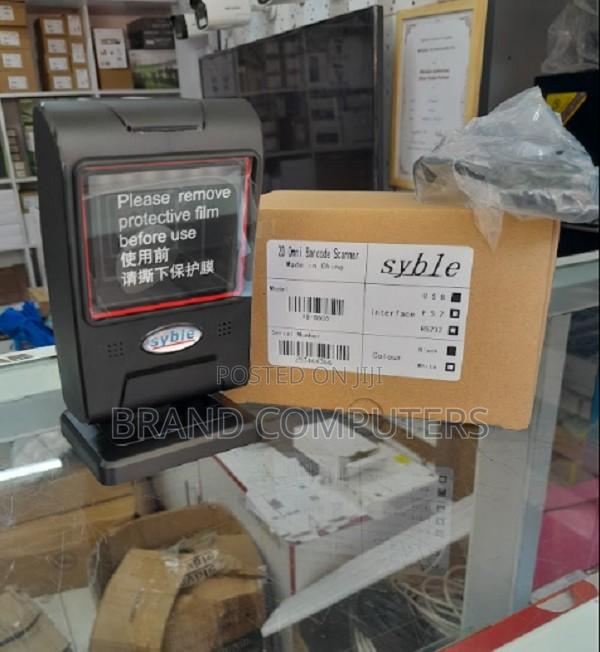 Please remove
protective film
before use
使用前
请撕下保护膜
syble
2D Omni Barcode Scanner
Made in China
syble
Model
Interface
USB
PS2
RS232
Serial Number
Colour
Black
White
POSTED ON JIJI
BRAND COMPUTERS
syble